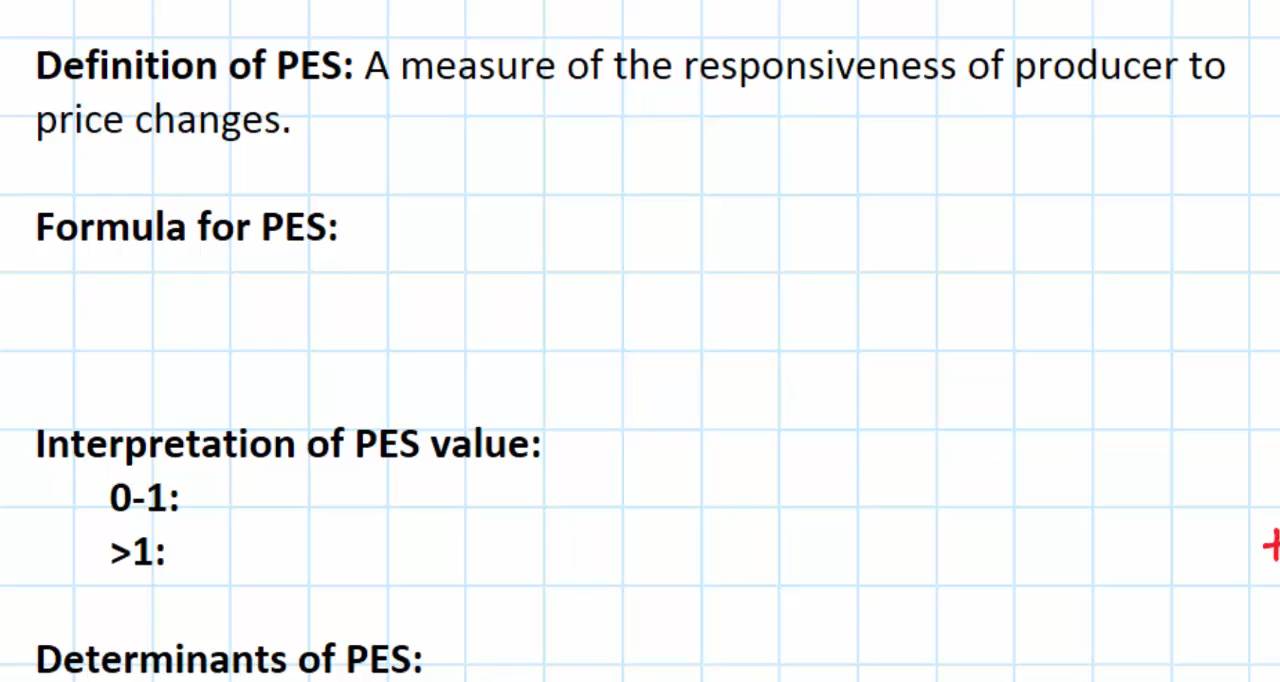 Definition of PES: A measure of the responsiveness of producer to
price changes.
Formula for PES:
Interpretation of PES value:
0-1:
>1:
+
Determinants of PES: